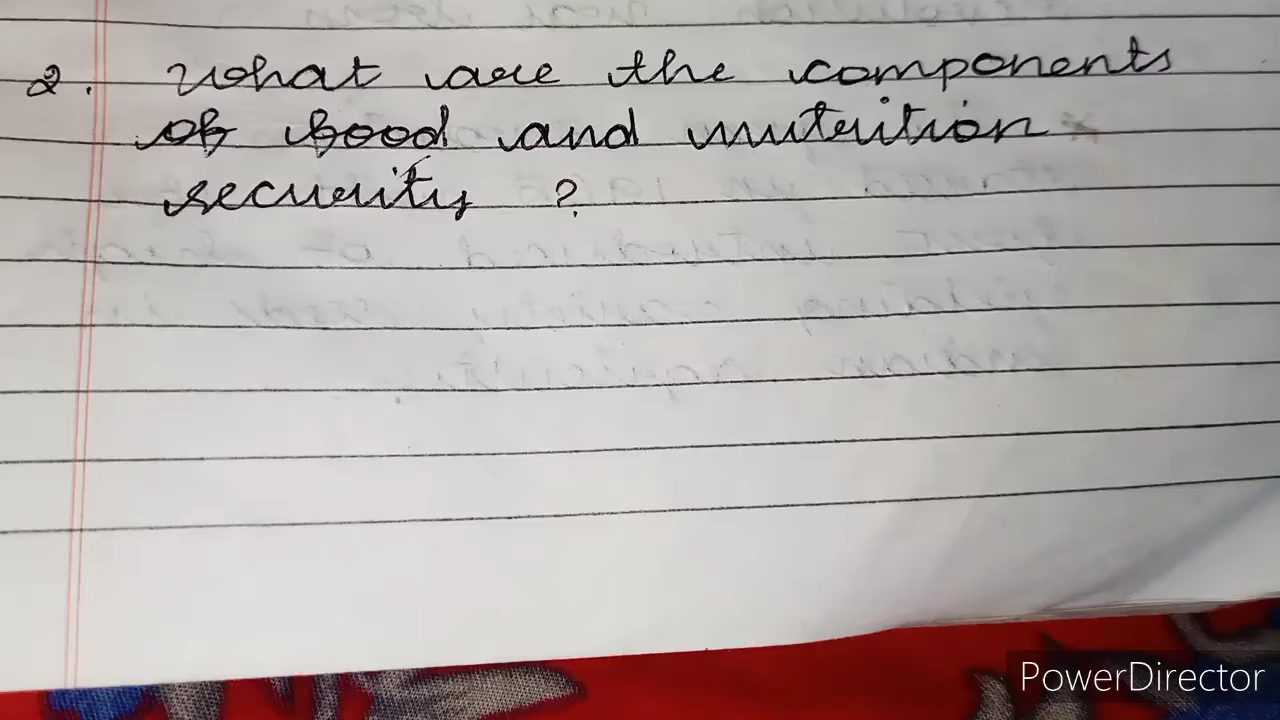 2. What are the components
of food and nutrition
security ?
PowerDirector